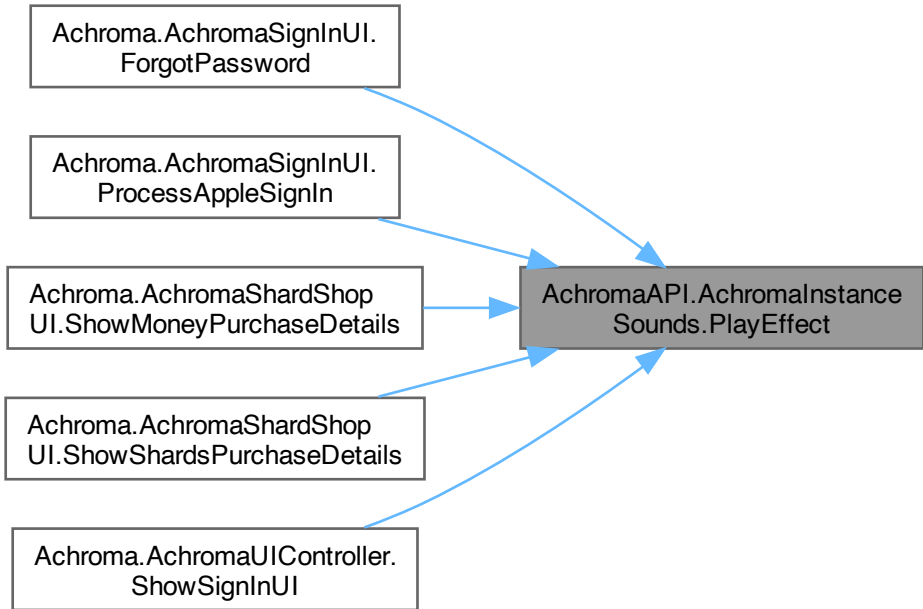 Achroma.AchromaSignInUI.
ForgotPassword
Achroma.AchromaSignInUI.
ProcessAppleSignIn
Achroma.AchromaShardShop
UI.ShowMoneyPurchaseDetails
AchromaAPI.AchromaInstance
Sounds.PlayEffect
Achroma.AchromaShardShop
UI.ShowShardsPurchaseDetails
Achroma.AchromaUIController.
ShowSignInUI